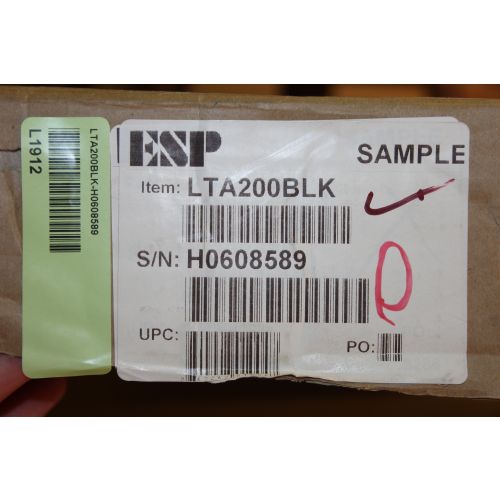 LTA200BLK-H0608589
L1912
ESP
SAMPLE
Item: LTA200BLK
S/N: H0608589
UPC:
PO: